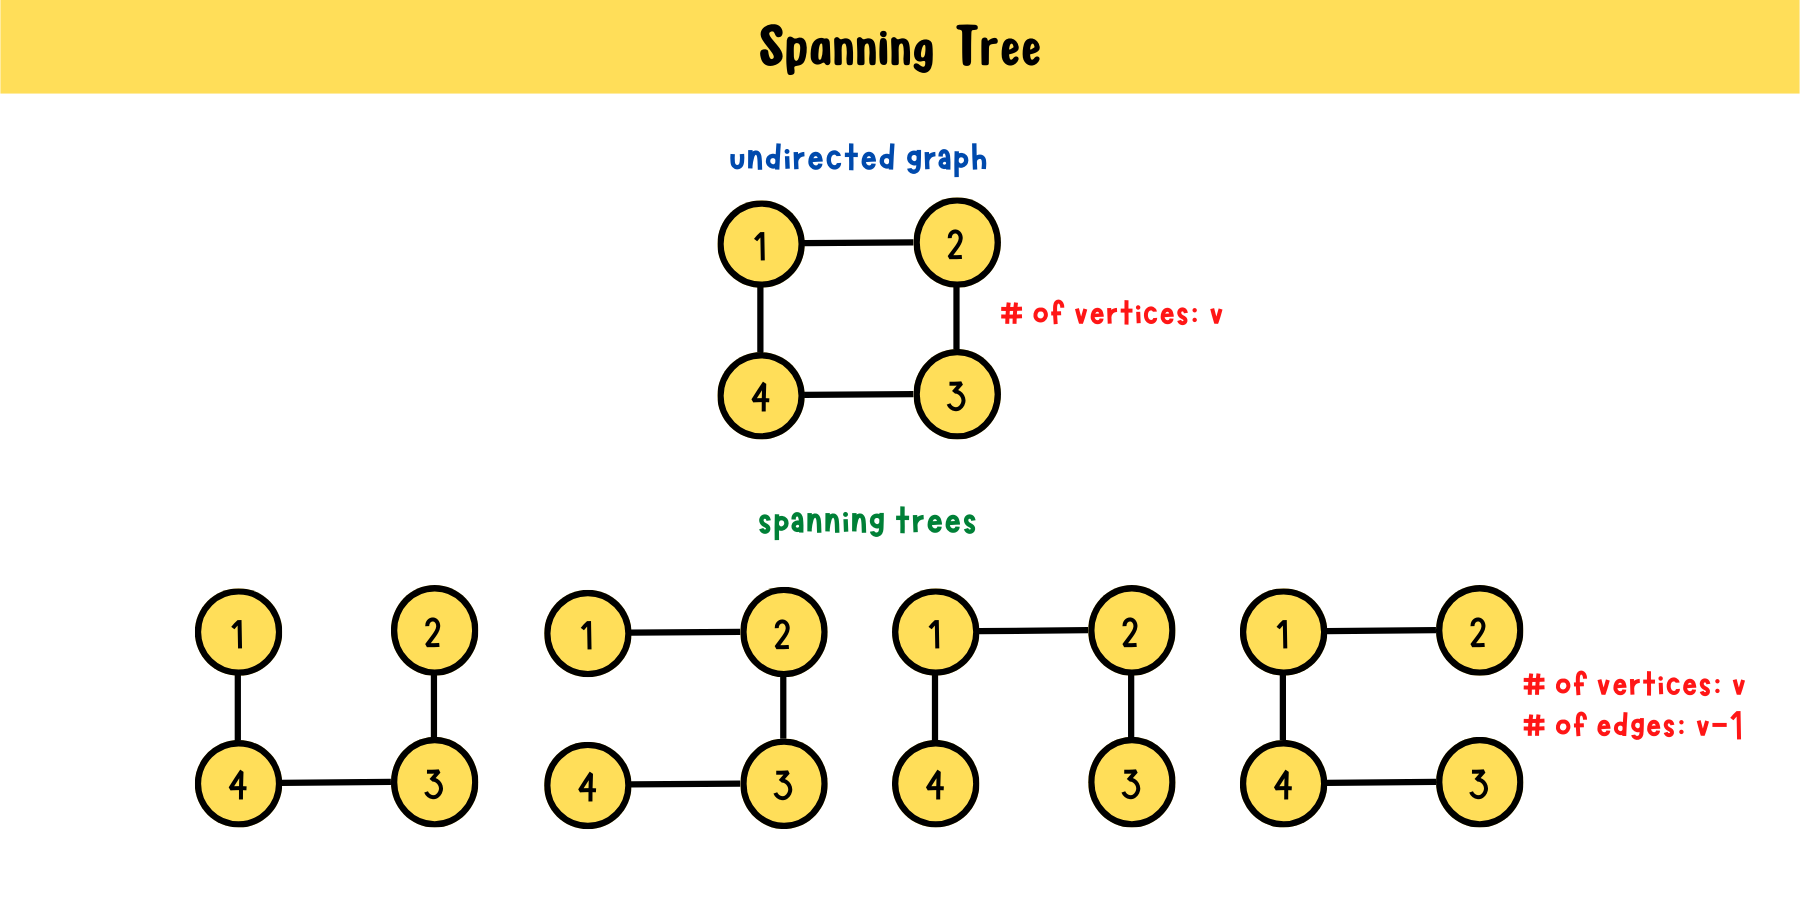 Spanning Tree
undirected graph
1 2
# of vertices: v
4 3
spanning trees
1 2 1 2 1 2 1 2
# of vertices: v
# of edges: v-1
4 3 4 3 4 3 4 3